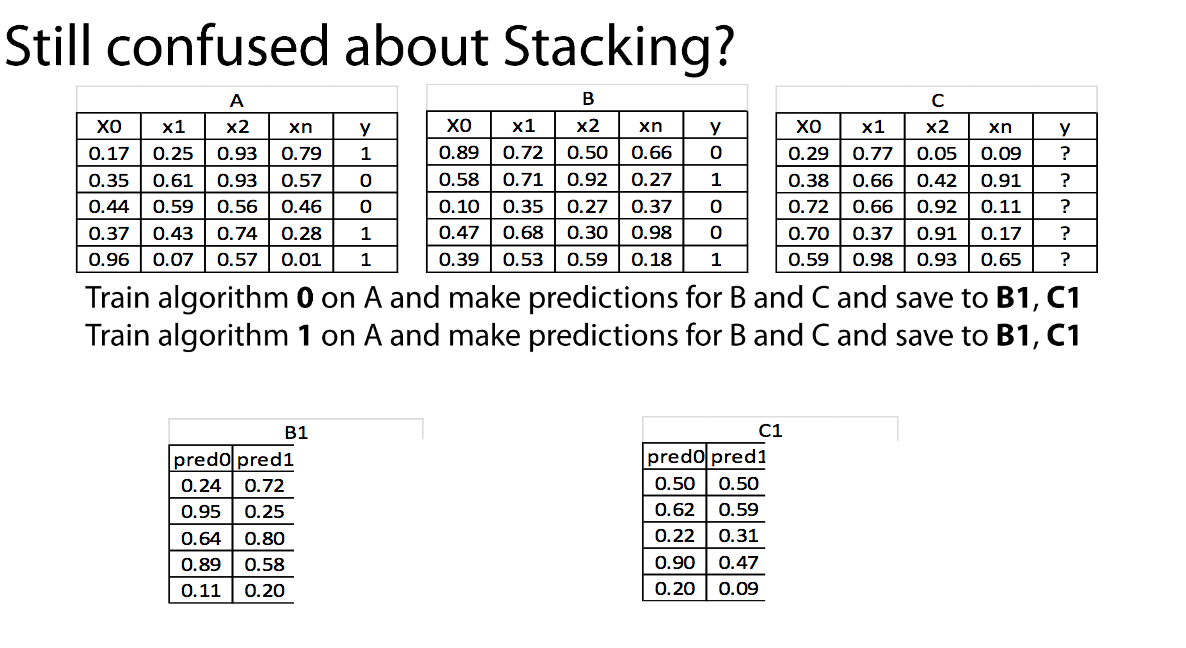 Still confused about Stacking?
A
X0 x1 x2 xn y
0.17 0.25 0.93 0.79 1
0.35 0.61 0.93 0.57 0
0.44 0.59 0.56 0.46 0
0.37 0.43 0.74 0.28 1
0.96 0.07 0.57 0.01 1
B
X0 x1 x2 xn y
0.89 0.72 0.50 0.66 0
0.58 0.71 0.92 0.27 1
0.10 0.35 0.27 0.37 0
0.47 0.68 0.30 0.98 0
0.39 0.53 0.59 0.18 1
C
X0 x1 x2 xn y
0.29 0.77 0.05 0.09 ?
0.38 0.66 0.42 0.91 ?
0.72 0.66 0.92 0.11 ?
0.70 0.37 0.91 0.17 ?
0.59 0.98 0.93 0.65 ?
Train algorithm 0 on A and make predictions for B and C and save to B1, C1
Train algorithm 1 on A and make predictions for B and C and save to B1, C1
B1
pred0 pred1
0.24 0.72
0.95 0.25
0.64 0.80
0.89 0.58
0.11 0.20
C1
pred0 pred1
0.50 0.50
0.62 0.59
0.22 0.31
0.90 0.47
0.20 0.09